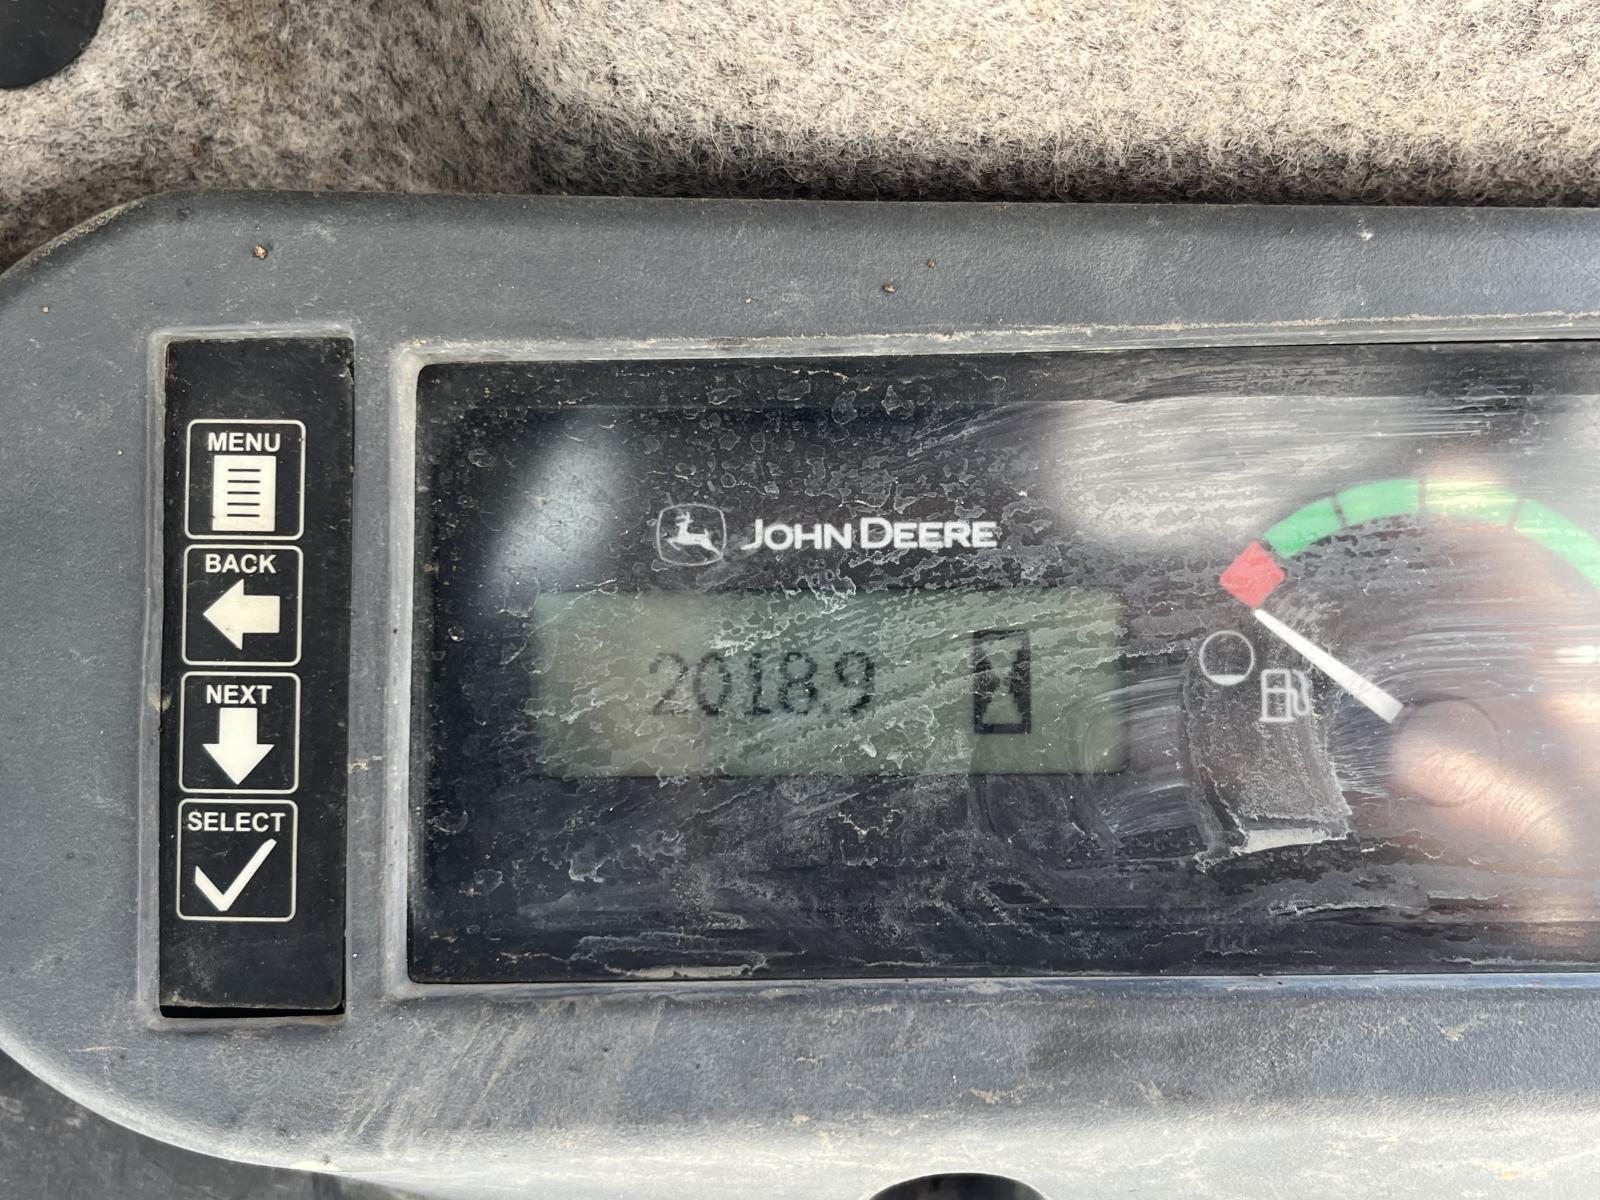 MENU
BACK
NEXT
SELECT
JOHN DEERE
2018.9